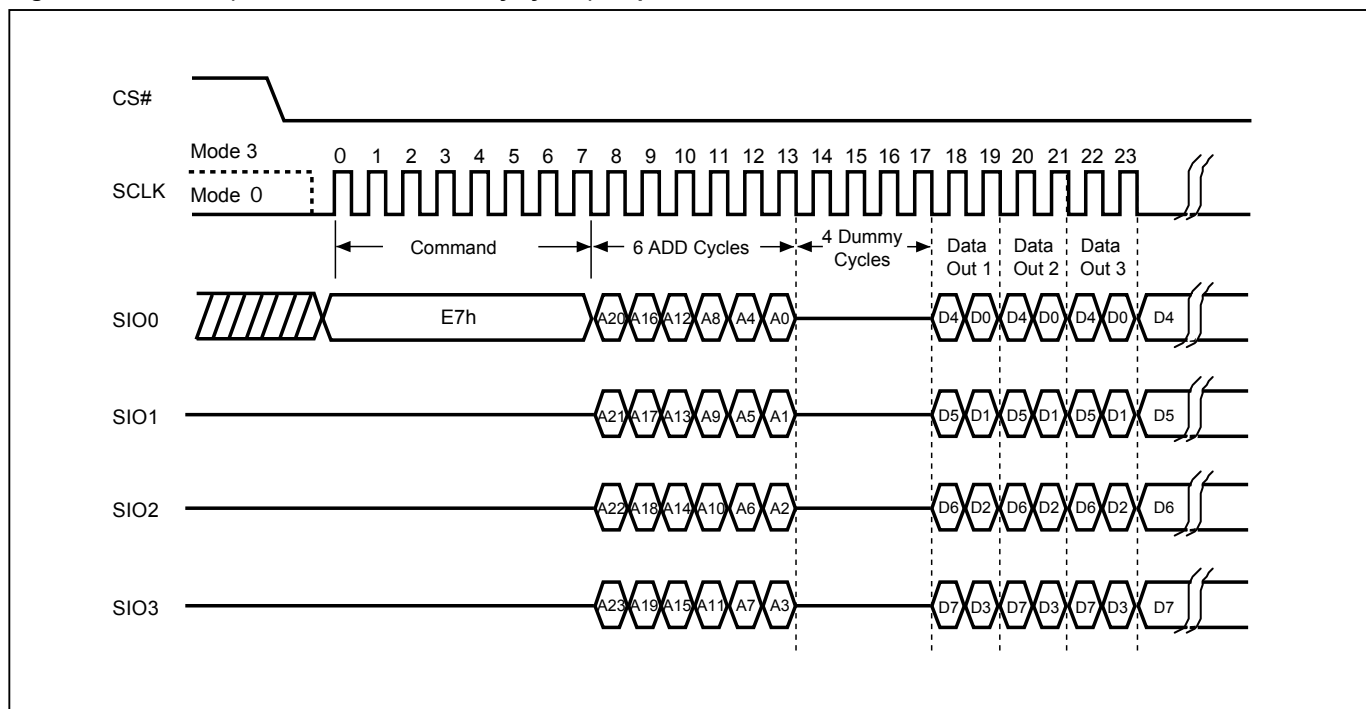 CS#
Mode 3
0 1 2 3 4 5 6 7 8 9 10 11 12 13 14 15 16 17 18 19 20 21 22 23
SCLK
Mode 0
Command
6 ADD Cycles
4 Dummy
Cycles
Data
Out 1
Data
Out 2
Data
Out 3
SIO0
E7h
A20 A16 A12 A8 A4 A0
D4 D0 D4 D0 D4 D0 D4
SIO1
A21 A17 A13 A9 A5 A1
D5 D1 D5 D1 D5 D1 D5
SIO2
A22 A18 A14 A10 A6 A2
D6 D2 D6 D2 D6 D2 D6
SIO3
A23 A19 A15 A11 A7 A3
D7 D3 D7 D3 D7 D3 D7